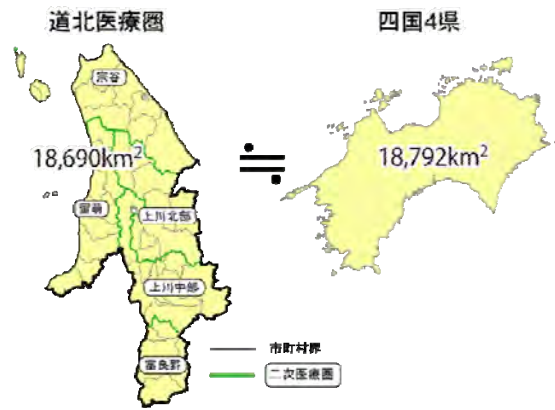 道北医療圏
四国4県
宗谷
18,690km²
≒
18,792km²
留萌
上川北部
上川中部
富良野
市町村界
二次医療圏